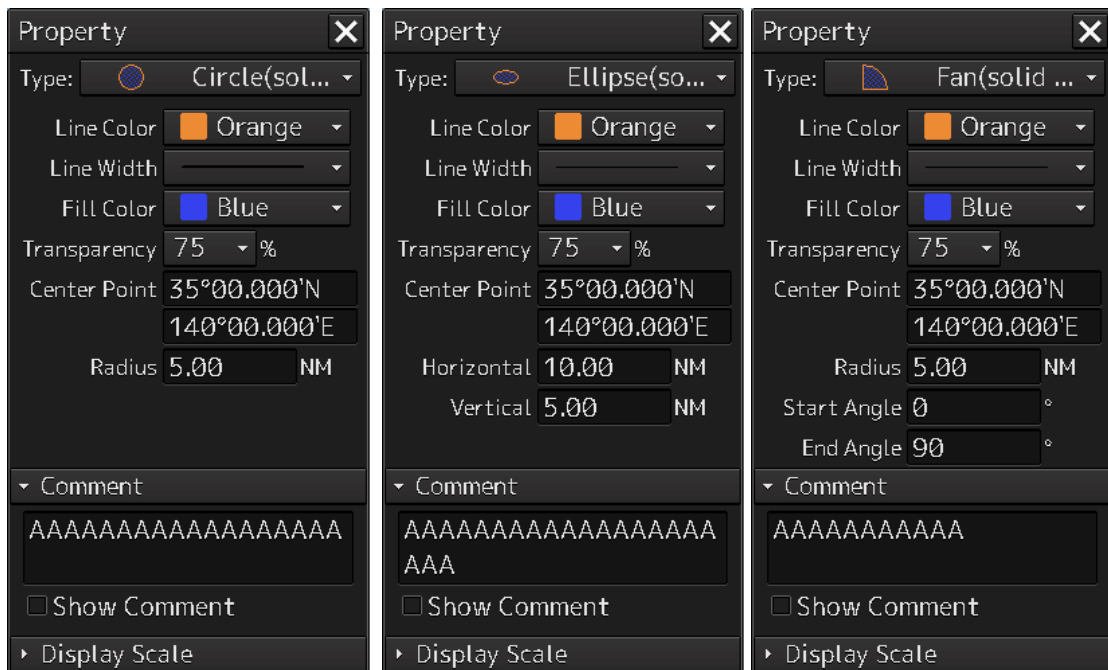 Property
Type: Circle(sol...
Line Color Orange
Line Width
Fill Color Blue
Transparency 75 %
Center Point 35°00.000'N
140°00.000'E
Radius 5.00 NM
Comment
AAAAAAAAAAAAAAAAAA
Show Comment
Display Scale
Property
Type: Ellipse(so...
Line Color Orange
Line Width
Fill Color Blue
Transparency 75 %
Center Point 35°00.000'N
140°00.000'E
Horizontal 10.00 NM
Vertical 5.00 NM
Comment
AAAAAAAAAAAAAAAAAA
AAA
Show Comment
Display Scale
Property
Type: Fan(solid ...
Line Color Orange
Line Width
Fill Color Blue
Transparency 75 %
Center Point 35°00.000'N
140°00.000'E
Radius 5.00 NM
Start Angle 0 °
End Angle 90 °
Comment
AAAAAAAAAAA
Show Comment
Display Scale